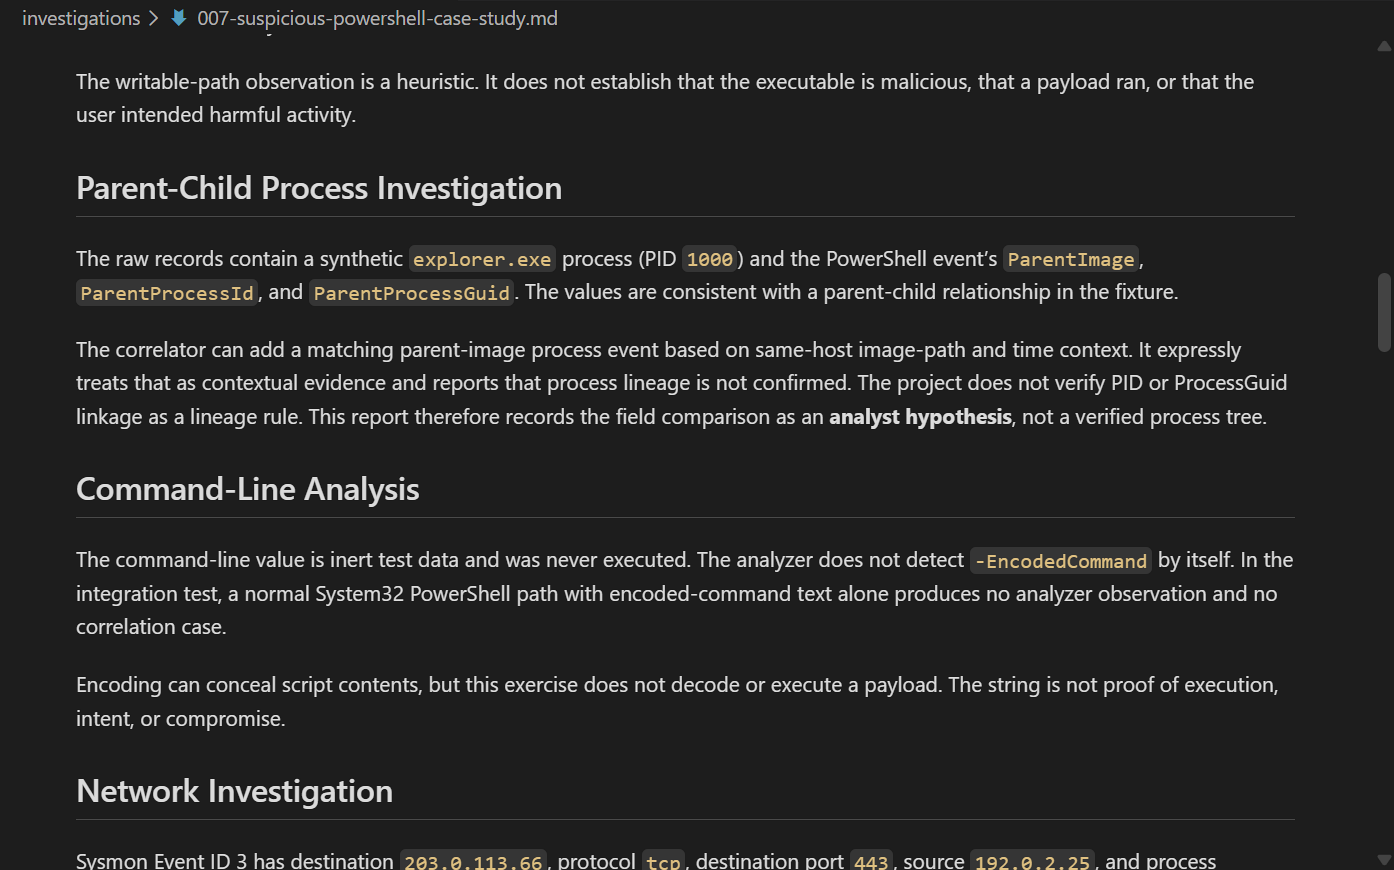 investigations > 007-suspicious-powershell-case-study.md
The writable-path observation is a heuristic. It does not establish that the executable is malicious, that a payload ran, or that the
user intended harmful activity.
Parent-Child Process Investigation
The raw records contain a synthetic explorer.exe process (PID 1000) and the PowerShell event’s ParentImage,
ParentProcessId, and ParentProcessGuid. The values are consistent with a parent-child relationship in the fixture.
The correlator can add a matching parent-image process event based on same-host image-path and time context. It expressly
treats that as contextual evidence and reports that process lineage is not confirmed. The project does not verify PID or ProcessGuid
linkage as a lineage rule. This report therefore records the field comparison as an analyst hypothesis, not a verified process tree.
Command-Line Analysis
The command-line value is inert test data and was never executed. The analyzer does not detect -EncodedCommand by itself. In the
integration test, a normal System32 PowerShell path with encoded-command text alone produces no analyzer observation and no
correlation case.
Encoding can conceal script contents, but this exercise does not decode or execute a payload. The string is not proof of execution,
intent, or compromise.
Network Investigation
Sysmon Event ID 3 has destination 203.0.113.66, protocol tcp, destination port 443, source 192.0.2.25, and process